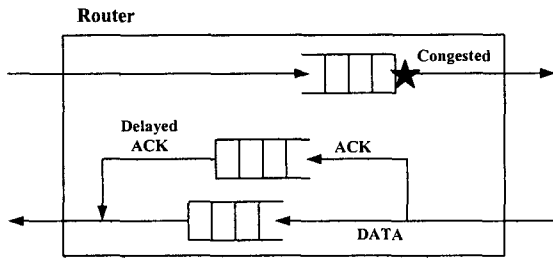 Router
Congested
Delayed
ACK
ACK
DATA